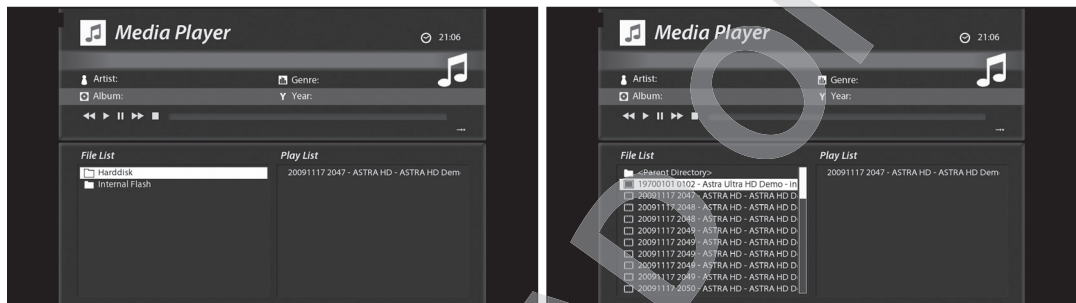 Media Player
21:06
Artist:
Genre:
Album:
Y Year:
File List
Play List
Harddisk
20091117 2047 - ASTRA HD - ASTRA HD Dem
Internal Flash
Media Player
21:06
Artist:
Genre:
Album:
Y Year:
File List
Play List
<Parent Directory>
20091117 2047 - ASTRA HD - ASTRA HD Dem
19700101 0102 - Astra Ultra HD Demo - in
20091117 2047 - ASTRA HD - ASTRA HD D
20091117 2048 - ASTRA HD - ASTRA HD D
20091117 2048 - ASTRA HD - ASTRA HD D
20091117 2049 - ASTRA HD - ASTRA HD D
20091117 2049 - ASTRA HD - ASTRA HD D
20091117 2049 - ASTRA HD - ASTRA HD D
20091117 2049 - ASTRA HD - ASTRA HD D
20091117 2049 - ASTRA HD - ASTRA HD D
20091117 2050 - ASTRA HD - ASTRA HD D